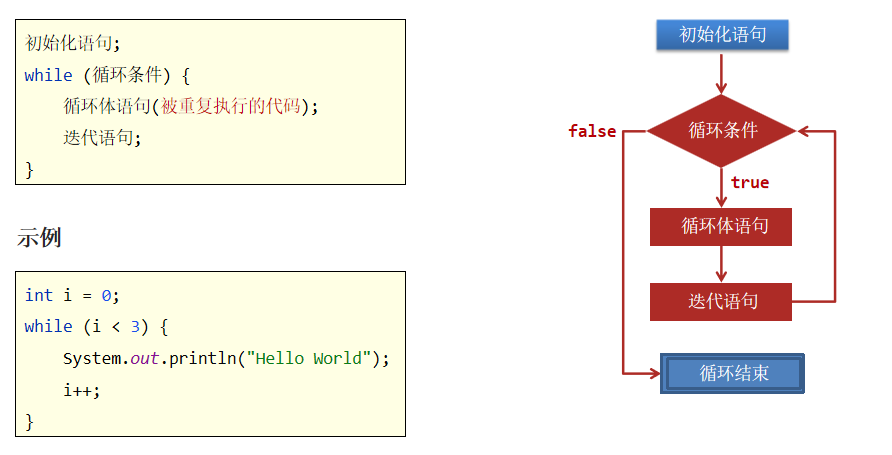 初始化语句;
while (循环条件) {
循环体语句(被重复执行的代码);
迭代语句;
}
示例
int i = 0;
while (i < 3) {
System.out.println("Hello World");
i++;
}
初始化语句
循环条件
false
true
循环体语句
迭代语句
循环结束